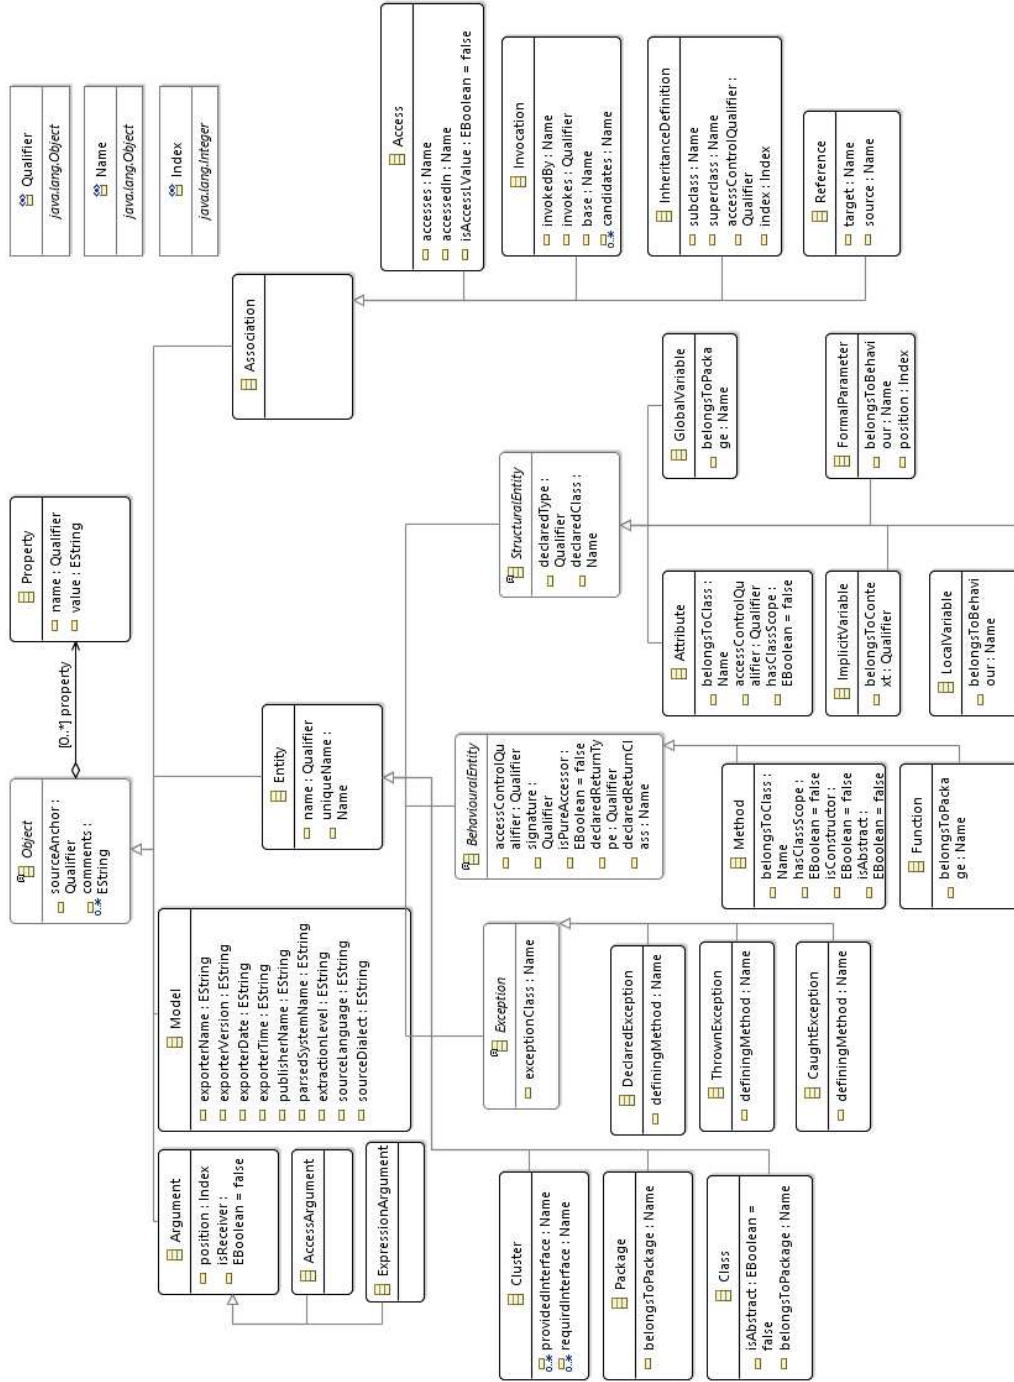 Object
sourceAnchor :
Qualifier
comments :
0..* EString
[0..*] property
Property
name : Qualifier
value : EString
Qualifier
java.lang.Object
Name
java.lang.Object
Index
java.lang.Integer
Argument
position : Index
isReceiver :
EBoolean = false
AccessArgument
ExpressionArgument
Model
exporterName : EString
exporterVersion : EString
exporterDate : EString
exporterTime : EString
publisherName : EString
parsedSystemName : EString
extractionLevel : EString
sourceLanguage : EString
sourceDialect : EString
Entity
name : Qualifier
uniqueName :
Name
Association
Access
accesses : Name
accessedIn : Name
isAccessLValue : EBoolean = false
Invocation
invokedBy : Name
invokes : Qualifier
base : Name
0..* candidates : Name
InheritanceDefinition
subclass : Name
superclass : Name
accessControlQualifier :
Qualifier
index : Index
Reference
target : Name
source : Name
Cluster
0..* providedInterface : Name
0..* requirdInterface : Name
Package
belongsToPackage : Name
Class
isAbstract : EBoolean =
false
belongsToPackage : Name
Exception
exceptionClass : Name
DeclaredException
definingMethod : Name
ThrownException
definingMethod : Name
CaughtException
definingMethod : Name
BehaviouralEntity
accessControlQu
alifier : Qualifier
signature :
Qualifier
isPureAccessor :
EBoolean = false
declaredReturnTy
pe : Qualifier
declaredReturnCl
ass : Name
Method
belongsToClass :
Name
hasClassScope :
EBoolean = false
isConstructor :
EBoolean = false
isAbstract :
EBoolean = false
Function
belongsToPacka
ge : Name
StructuralEntity
declaredType :
Qualifier
declaredClass :
Name
Attribute
belongsToClass :
Name
accessControlQu
alifier : Qualifier
hasClassScope :
EBoolean = false
GlobalVariable
belongsToPacka
ge : Name
ImplicitVariable
belongsToConte
xt : Qualifier
FormalParameter
belongsToBehavi
our : Name
position : Index
LocalVariable
belongsToBehavi
our : Name